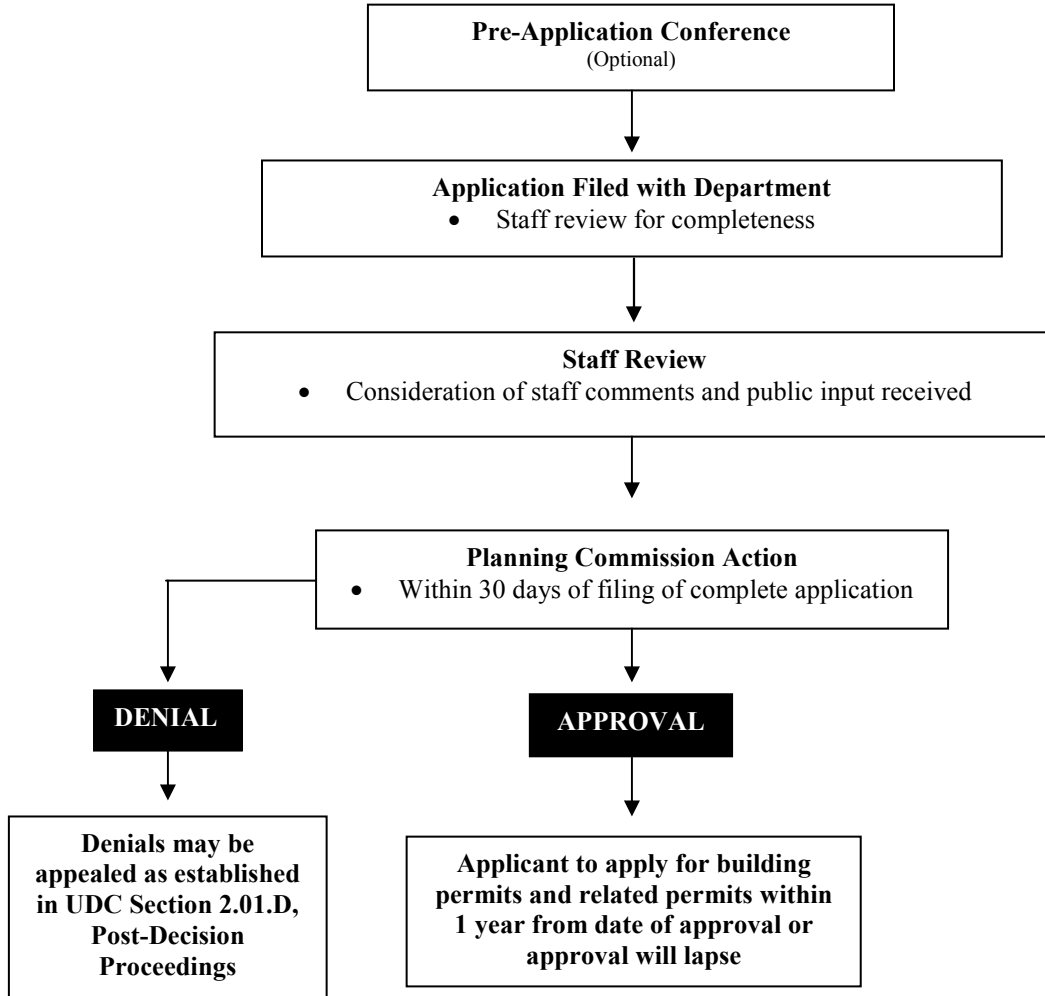 Pre-Application Conference
(Optional)
Application Filed with Department
• Staff review for completeness
Staff Review
• Consideration of staff comments and public input received
Planning Commission Action
• Within 30 days of filing of complete application
DENIAL
APPROVAL
Denials may be
appealed as established
in UDC Section 2.01.D,
Post-Decision
Proceedings
Applicant to apply for building
permits and related permits within
1 year from date of approval or
approval will lapse